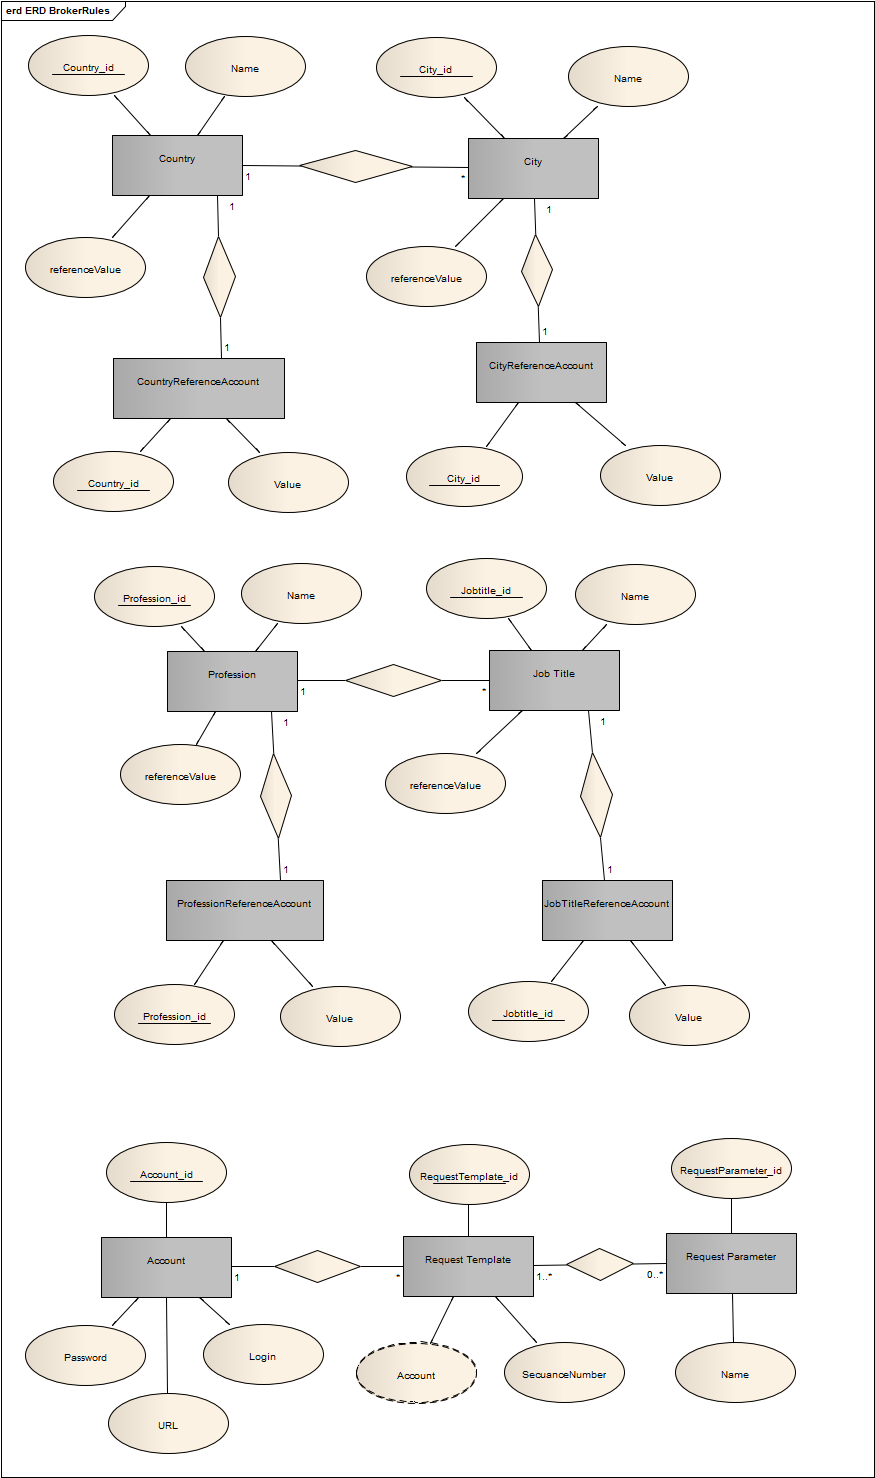 erd ERD BrokerRules
Country_id
Name
City_id
Name
Country
City
1
*
1
1
referenceValue
referenceValue
1
1
CountryReferenceAccount
CityReferenceAccount
Country_id
Value
City_id
Value
Profession_id
Name
Jobtitle_id
Name
Profession
Job Title
1
*
1
1
referenceValue
referenceValue
1
1
ProfessionReferenceAccount
JobTitleReferenceAccount
Profession_id
Value
Jobtitle_id
Value
Account_id
RequestTemplate_id
RequestParameter_id
Account
Request Template
Request Parameter
1
*
1..*
0..*
Password
Login
Account
SecuanceNumber
Name
URL